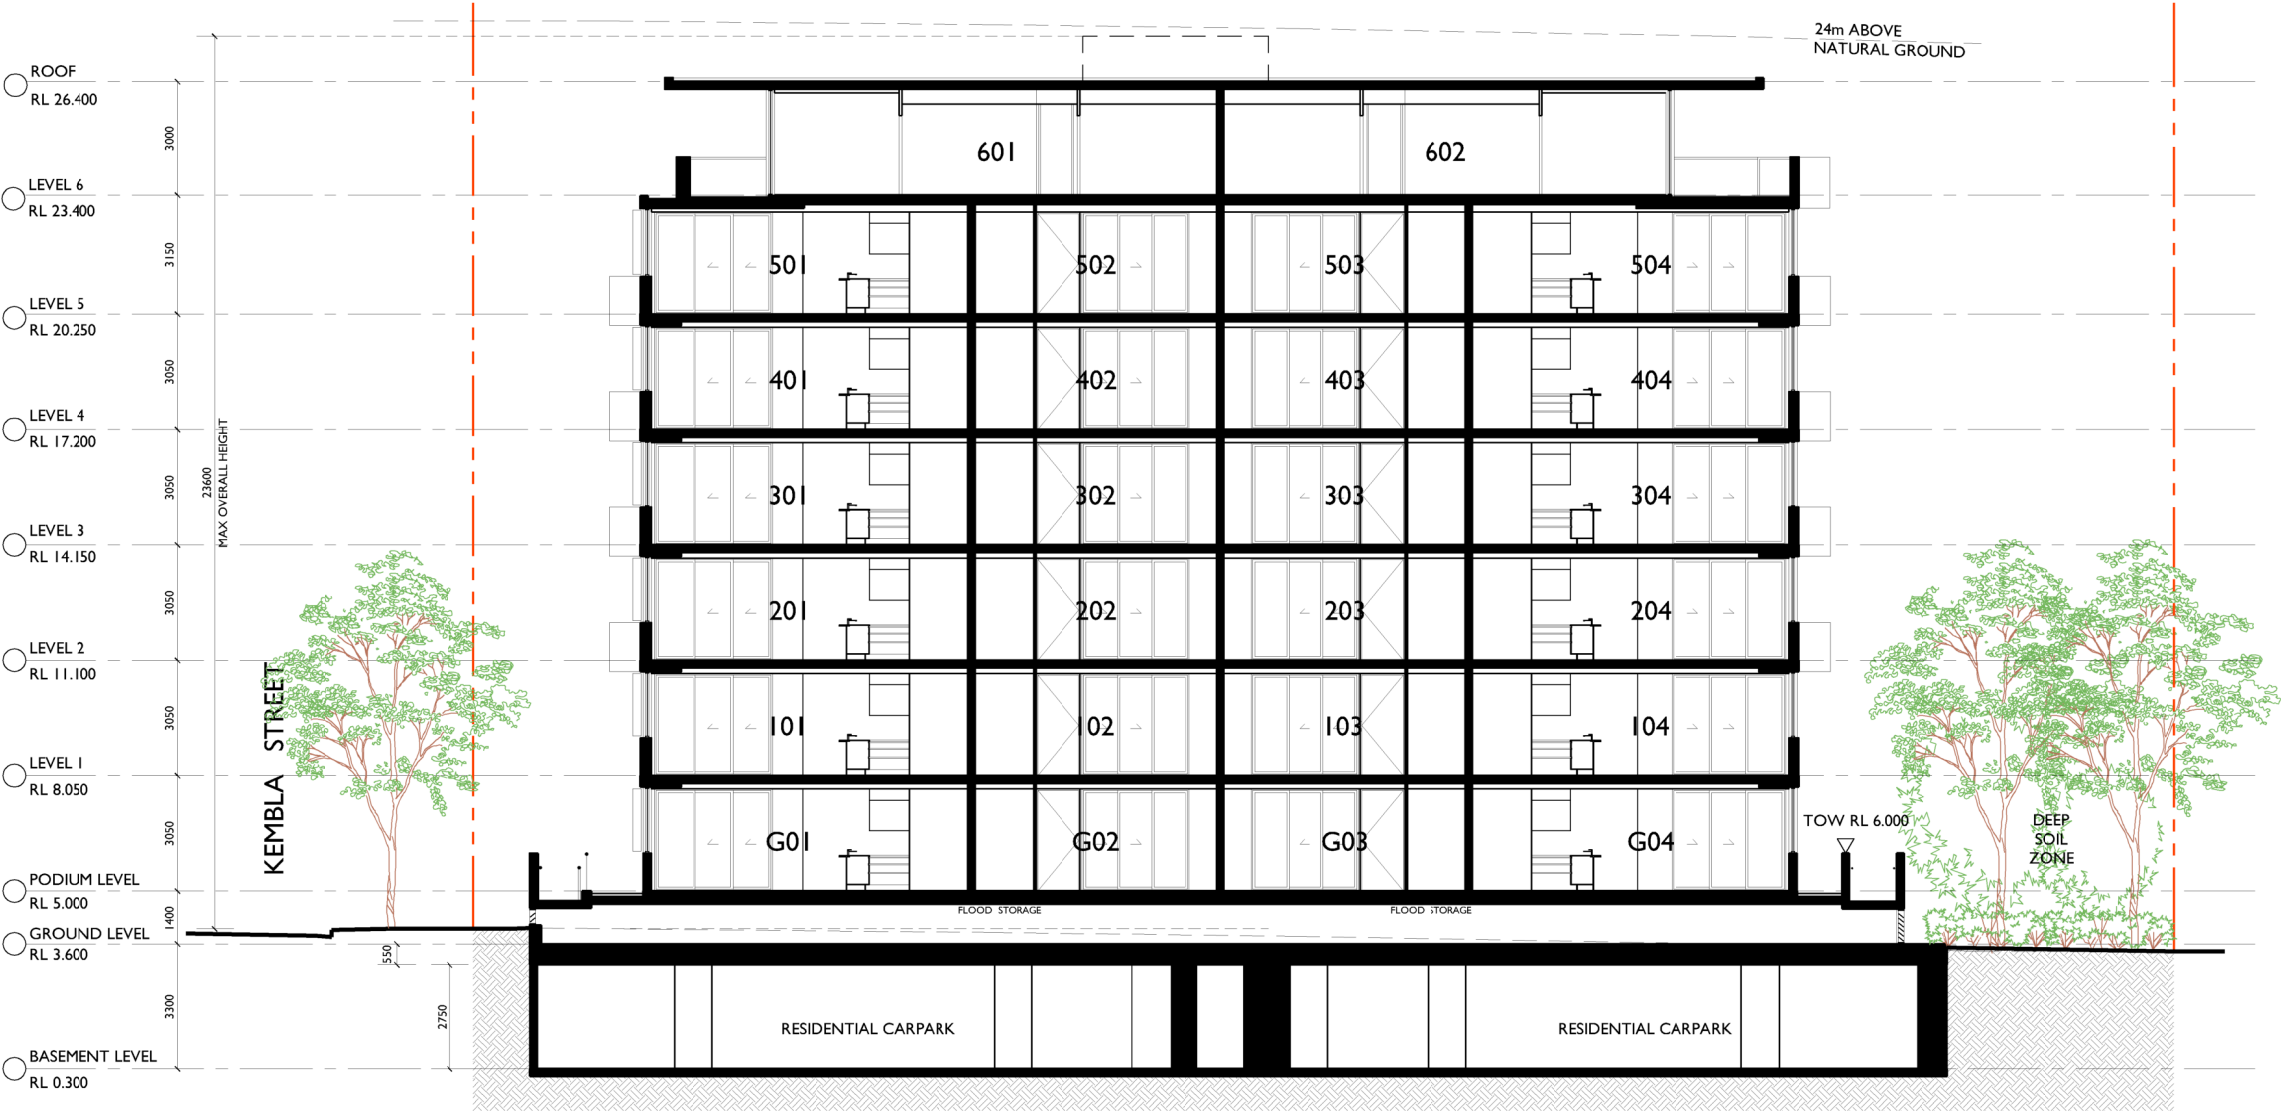 24m ABOVE
NATURAL GROUND
ROOF
RL 26.400
3000
601
602
LEVEL 6
RL 23.400
3150
501
502
503
504
LEVEL 5
RL 20.250
3050
401
402
403
404
LEVEL 4
RL 17.200
23600
MAX OVERALL HEIGHT
3050
301
302
303
304
LEVEL 3
RL 14.150
3050
201
202
203
204
LEVEL 2
RL 11.100
KEMBLA STREET
3050
101
102
103
104
LEVEL 1
RL 8.050
3050
G01
G02
G03
G04
TOW RL 6.000
DEEP
SOIL
ZONE
PODIUM LEVEL
RL 5.000
1400
FLOOD STORAGE
FLOOD STORAGE
GROUND LEVEL
RL 3.600
550
3300
2750
RESIDENTIAL CARPARK
RESIDENTIAL CARPARK
BASEMENT LEVEL
RL 0.300